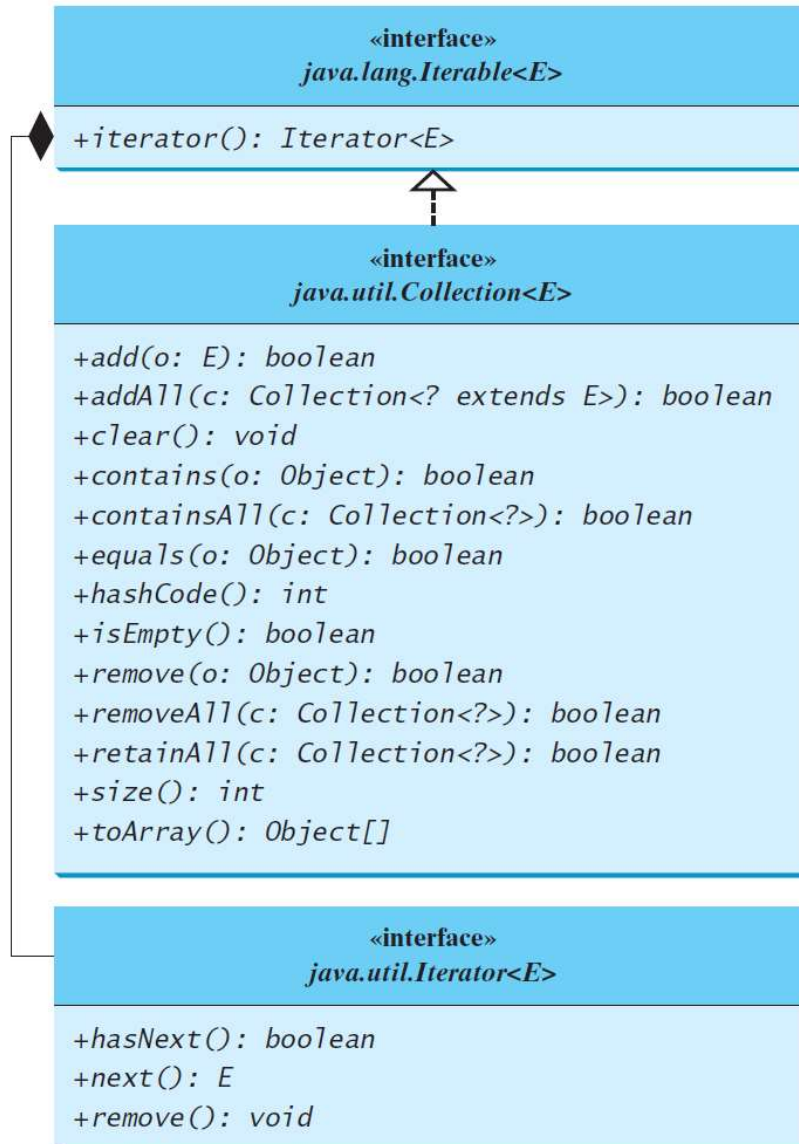 «interface»
java.lang.Iterable<E>
+iterator(): Iterator<E>
«interface»
java.util.Collection<E>
+add(o: E): boolean
+addAll(c: Collection<? extends E>): boolean
+clear(): void
+contains(o: Object): boolean
+containsAll(c: Collection<?>): boolean
+equals(o: Object): boolean
+hashCode(): int
+isEmpty(): boolean
+remove(o: Object): boolean
+removeAll(c: Collection<?>): boolean
+retainAll(c: Collection<?>): boolean
+size(): int
+toArray(): Object[]
«interface»
java.util.Iterator<E>
+hasNext(): boolean
+next(): E
+remove(): void